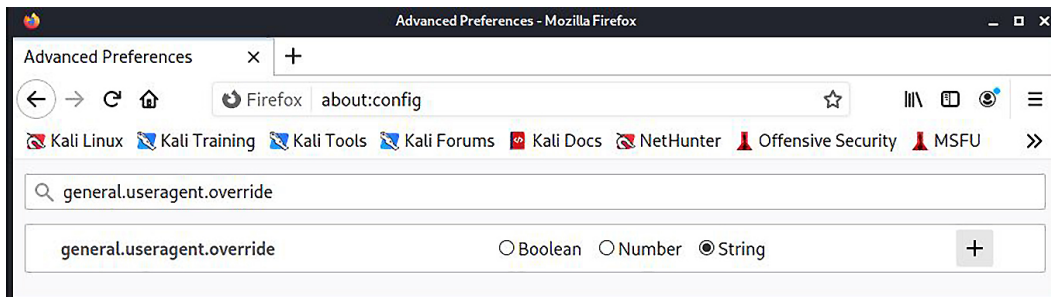 Advanced Preferences - Mozilla Firefox
Advanced Preferences
Firefox about:config
Kali Linux Kali Training Kali Tools Kali Forums Kali Docs NetHunter Offensive Security MSFU
general.useragent.override
general.useragent.override Boolean Number String